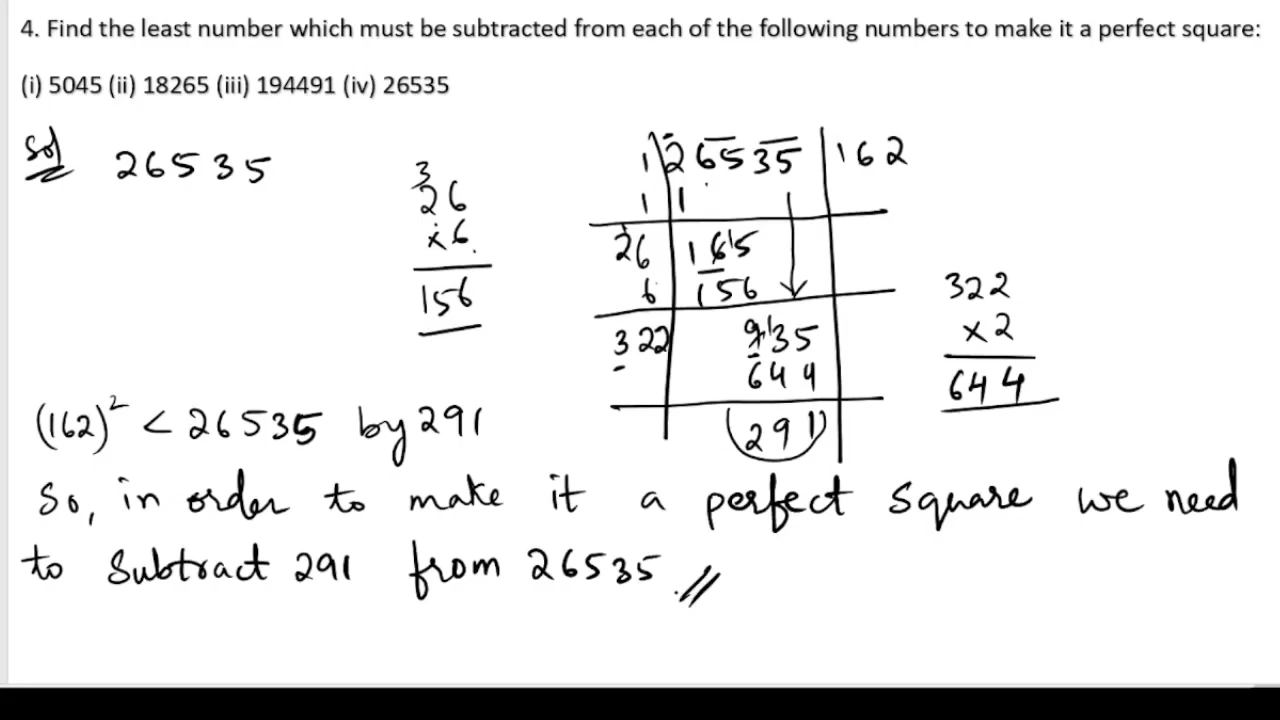 4. Find the least number which must be subtracted from each of the following numbers to make it a perfect square:
(i) 5045 (ii) 18265 (iii) 194491 (iv) 26535
Sol 26535
3
26
×6
156
1 26535 162
1 1
26 165
6 156
322 935
644
291
322
×2
644
(162)² < 26535 by 291
So, in order to make it a perfect square we need
to subtract 291 from 26535 //